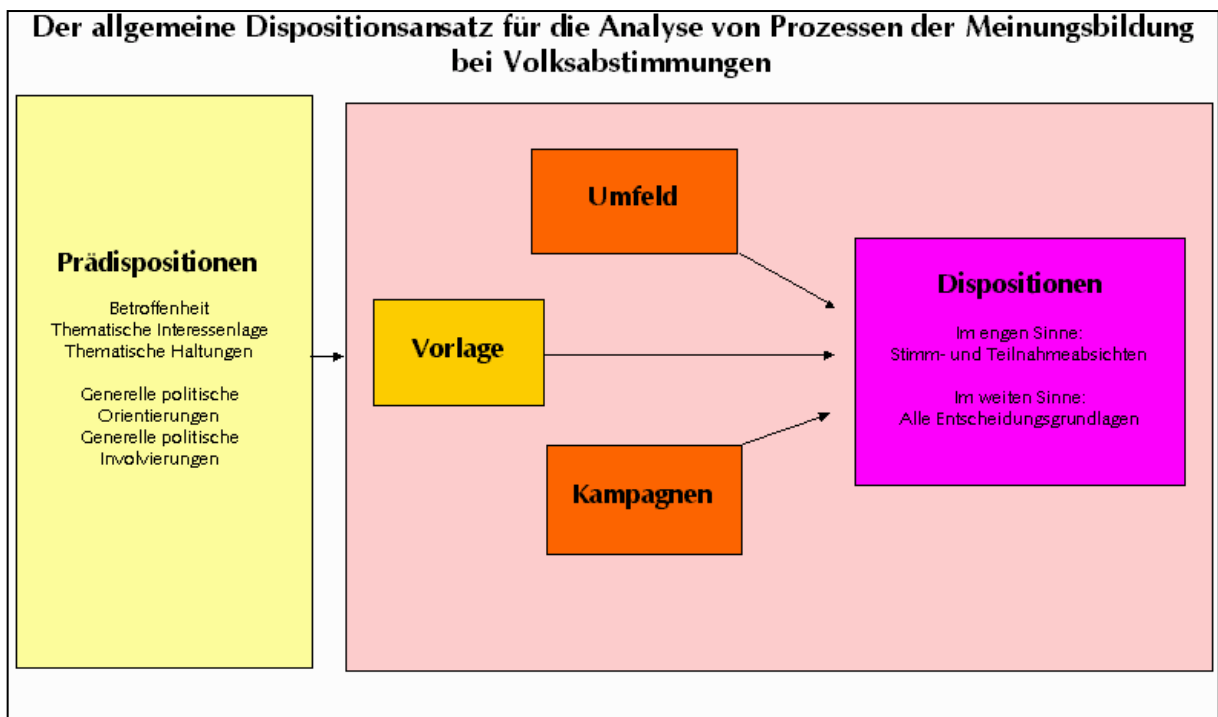 Der allgemeine Dispositionsansatz für die Analyse von Prozessen der Meinungsbildung
bei Volksabstimmungen
Prädispositionen
Betroffenheit
Thematische Interessenlage
Thematische Haltungen
Generelle politische
Orientierungen
Generelle politische
Involvierungen
Umfeld
Vorlage
Kampagnen
Dispositionen
Im engen Sinne:
Stimm- und Teilnahmeabsichten
Im weiten Sinne:
Alle Entscheidungsgrundlagen